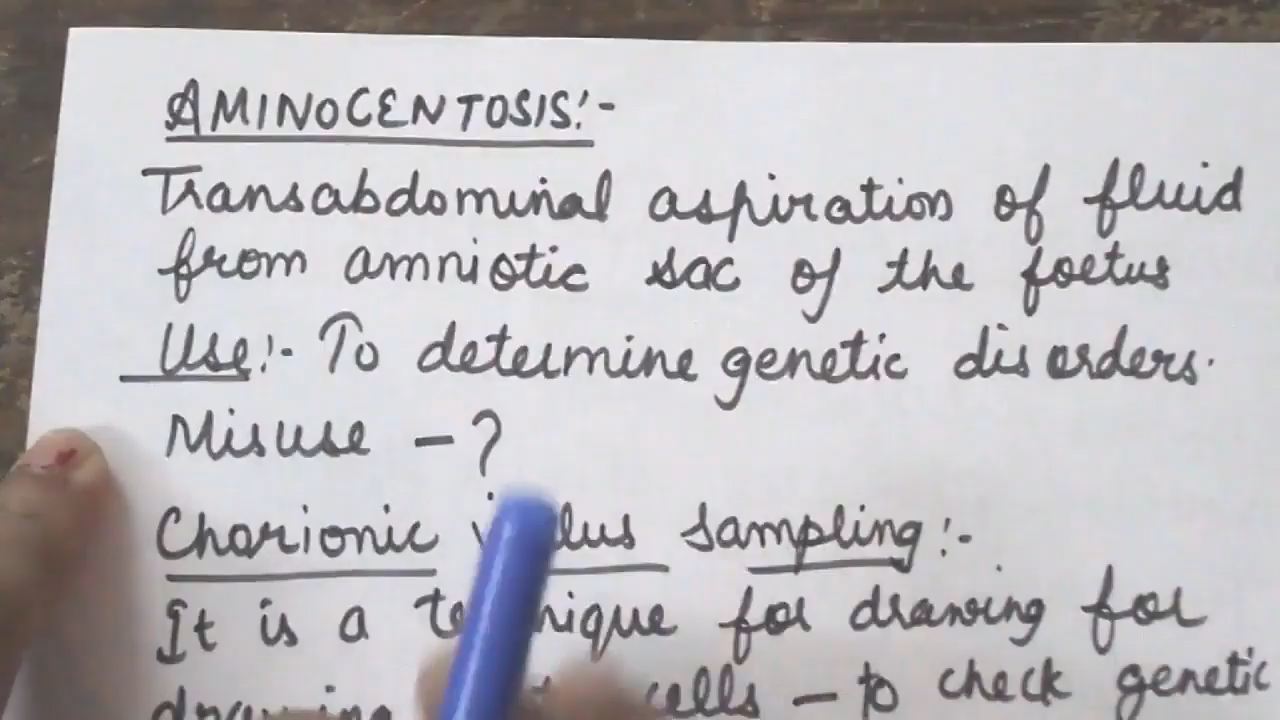 AMINOCENTOSIS:-
Transabdominal aspiration of fluid
from amniotic sac of the foetus
Use:- To determine genetic disorders.
Misuse - ?
Chorionic sampling:-
It is a for drawing for
cells - to check genetic